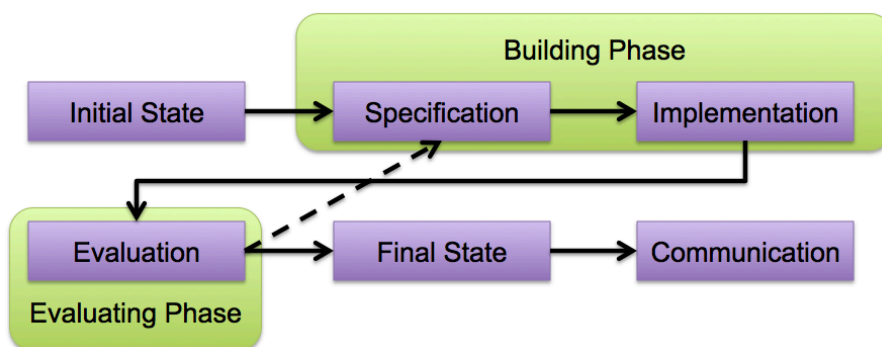 Building Phase
Initial State
Specification
Implementation
Evaluation
Final State
Communication
Evaluating Phase